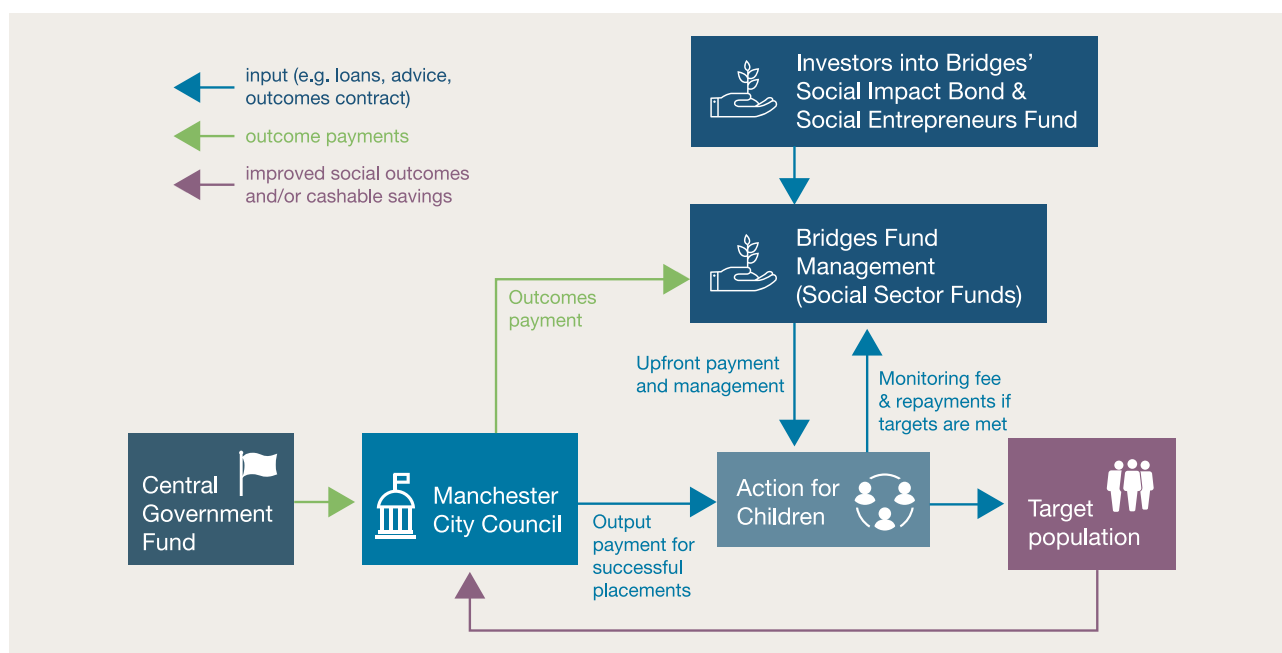 input (e.g. loans, advice,
outcomes contract)
outcome payments
improved social outcomes
and/or cashable savings
Investors into Bridges’
Social Impact Bond &
Social Entrepreneurs Fund
Bridges Fund
Management
(Social Sector Funds)
Outcomes
payment
Upfront payment
and management
Monitoring fee
& repayments if
targets are met
Central
Government
Fund
Manchester
City Council
Output
payment for
successful
placements
Action for
Children
Target
population